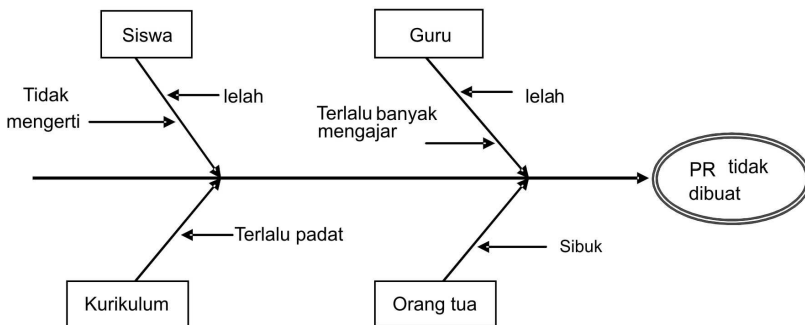 Siswa
Guru
Tidak
mengerti
lelah
Terlalu banyak
mengajar
lelah
PR tidak
dibuat
Terlalu padat
Sibuk
Kurikulum
Orang tua